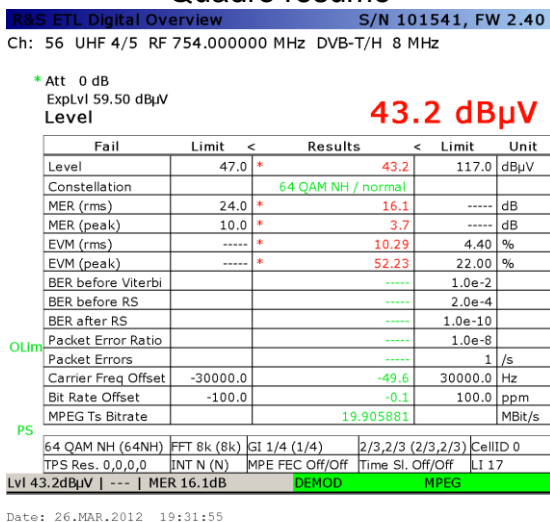 Quadro résumé
R&S ETL Digital Overview S/N 101541, FW 2.40
Ch: 56 UHF 4/5 RF 754.000000 MHz DVB-T/H 8 MHz
* Att 0 dB
ExpLvl 59.50 dBµV
Level 43.2 dBµV
Fail Limit < Results < Limit Unit
Level 47.0 * 43.2 117.0 dBµV
Constellation 64 QAM NH / normal
MER (rms) 24.0 * 16.1 ----- dB
MER (peak) 10.0 * 3.7 ----- dB
EVM (rms) ----- * 10.29 4.40 %
EVM (peak) ----- * 52.23 22.00 %
BER before Viterbi ----- 1.0e-2
BER before RS ----- 2.0e-4
BER after RS ----- 1.0e-10
Packet Error Ratio ----- 1.0e-8
OLim
Packet Errors ----- 1 /s
Carrier Freq Offset -30000.0 -49.6 30000.0 Hz
Bit Rate Offset -100.0 -0.1 100.0 ppm
MPEG Ts Bitrate 19.905881 MBit/s
PS
64 QAM NH (64NH) FFT 8k (8k) GI 1/4 (1/4) 2/3,2/3 (2/3,2/3) CellID 0
TPS Res. 0,0,0,0 INT N (N) MPE FEC Off/Off Time Sl. Off/Off LI 17
Lvl 43.2dBµV | --- | MER 16.1dB DEMOD MPEG
Date: 26.MAR.2012 19:31:55